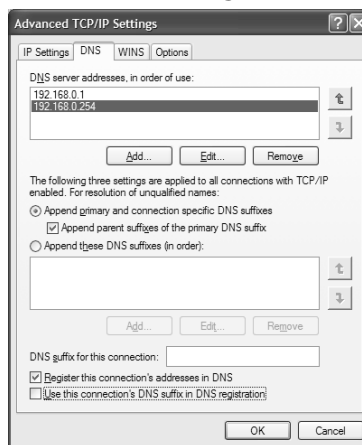 Advanced TCP/IP Settings
IP Settings DNS WINS Options
DNS server addresses, in order of use:
192.168.0.1
192.168.0.254
Add... Edit... Remove
The following three settings are applied to all connections with TCP/IP
enabled. For resolution of unqualified names:
Append primary and connection specific DNS suffixes
Append parent suffixes of the primary DNS suffix
Append these DNS suffixes (in order):
Add... Edit... Remove
DNS suffix for this connection:
Register this connection's addresses in DNS
Use this connection's DNS suffix in DNS registration
OK Cancel